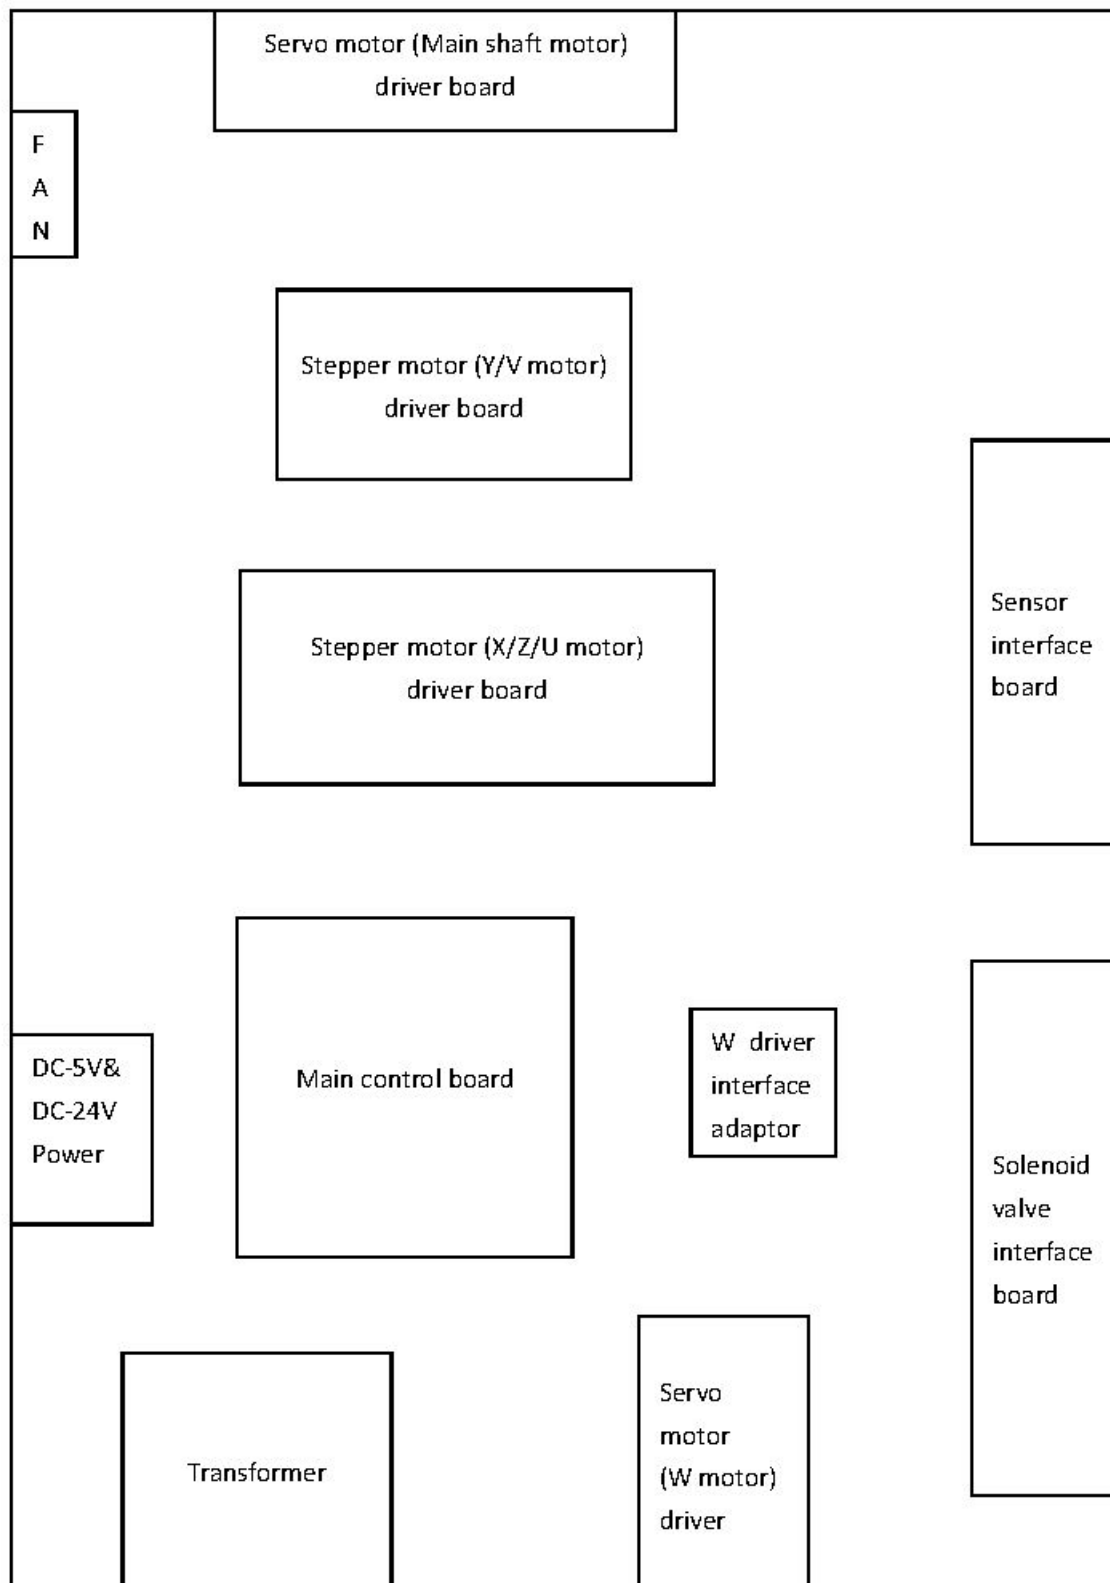 Servo motor (Main shaft motor)
driver board
F
A
N
Stepper motor (Y/V motor)
driver board
Stepper motor (X/Z/U motor)
driver board
Sensor
interface
board
Main control board
W driver
interface
adaptor
DC-5V&
DC-24V
Power
Solenoid
valve
interface
board
Transformer
Servo
motor
(W motor)
driver